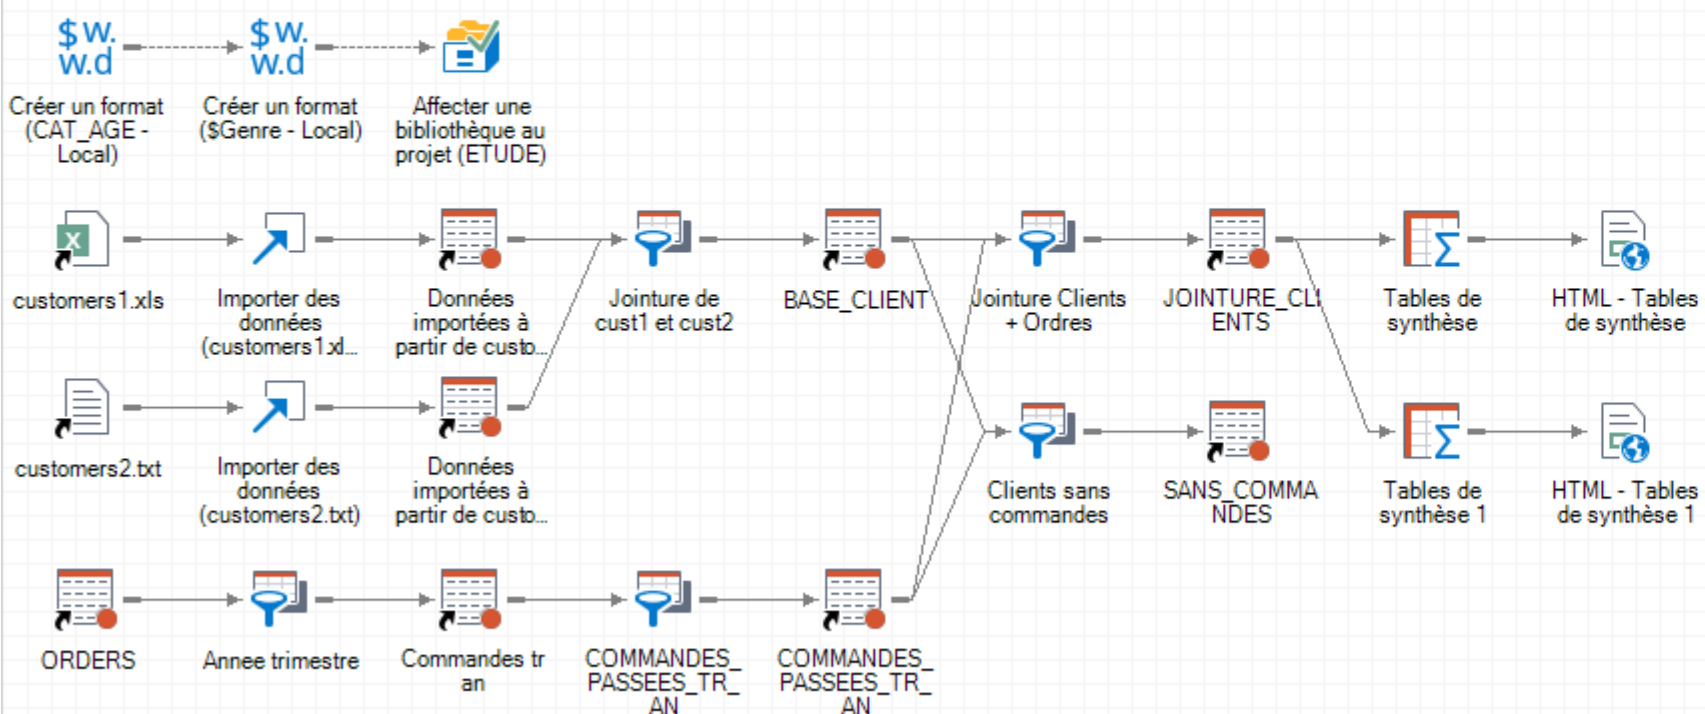 $w.
w.d
$w.
w.d
Créer un format
(CAT_AGE -
Local)
Créer un format
($Genre - Local)
Affecter une
bibliothèque au
projet (ETUDE)
X
customers1.xls
Importer des
données
(customers1.xl...
Données
importées à
partir de custo...
Jointure de
cust1 et cust2
BASE_CLIENT
Jointure Clients
+ Ordres
JOINTURE_CLI
ENTS
Σ
Tables de
synthèse
HTML - Tables
de synthèse
customers2.txt
Importer des
données
(customers2.txt)
Données
importées à
partir de custo...
Clients sans
commandes
SANS_COMMA
NDES
Σ
Tables de
synthèse 1
HTML - Tables
de synthèse 1
ORDERS
Annee trimestre
Commandes tr
an
COMMANDES_
PASSEES_TR_
AN
COMMANDES_
PASSEES_TR_
AN